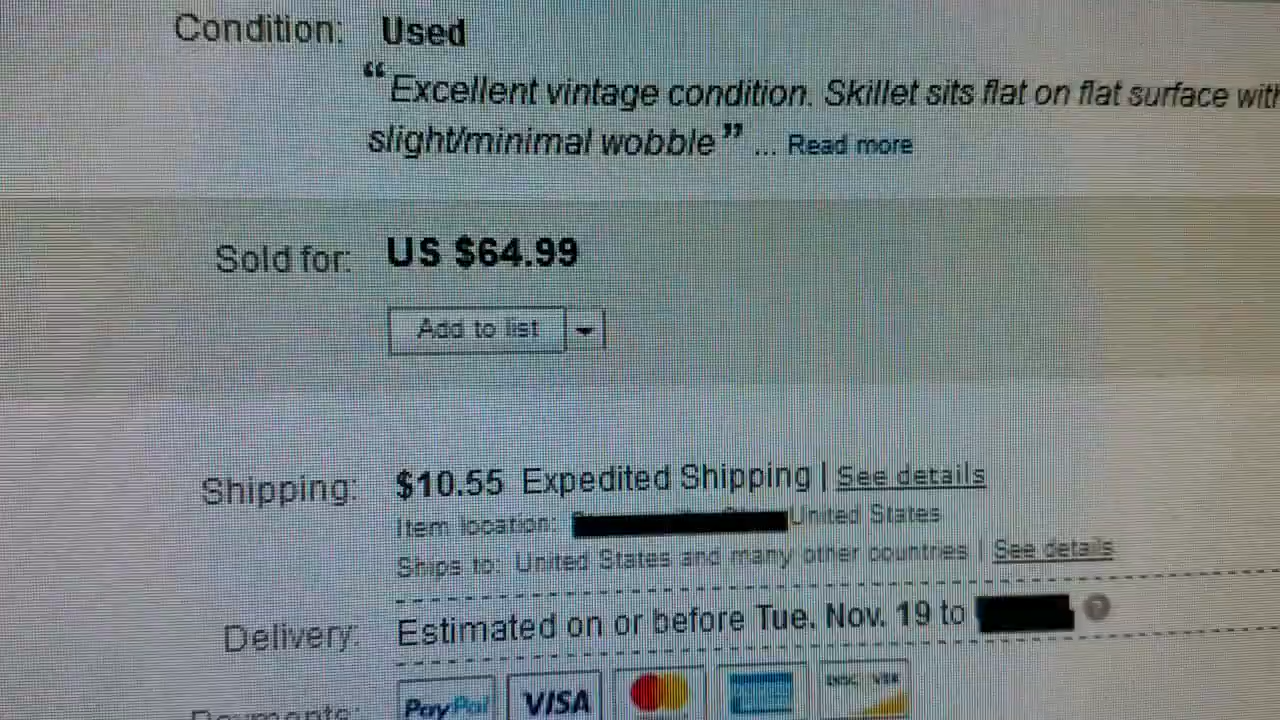 Condition: Used
“Excellent vintage condition. Skillet sits flat on flat surface with
slight/minimal wobble” ... Read more
Sold for: US $64.99
Add to list
Shipping: $10.55 Expedited Shipping | See details
Item location: United States
Ships to: United States and many other countries | See details
Delivery: Estimated on or before Tue. Nov. 19 to
Payments: PayPal VISA